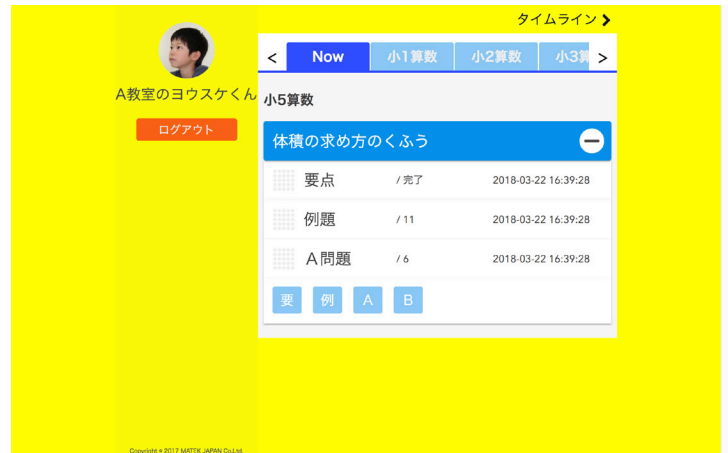 タイムライン
A教室のヨウスケくん
ログアウト
< Now 小1算数 小2算数 小3算 >
小5算数
体積の求め方のくふう
要点 / 完了 2018-03-22 16:39:28
例題 / 11 2018-03-22 16:39:28
A問題 / 6 2018-03-22 16:39:28
要 例 A B
Copyright © 2017 MATEK JAPAN Co.Ltd.